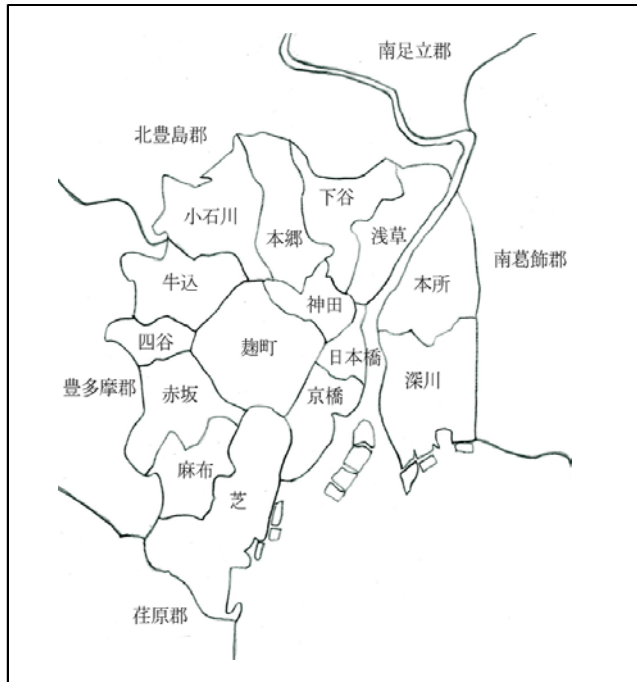 南足立郡
北豊島郡
下谷
小石川
本郷
浅草
南葛飾郡
牛込
本所
神田
四谷
麹町
日本橋
豊多摩郡
赤坂
京橋
深川
麻布
芝
荏原郡